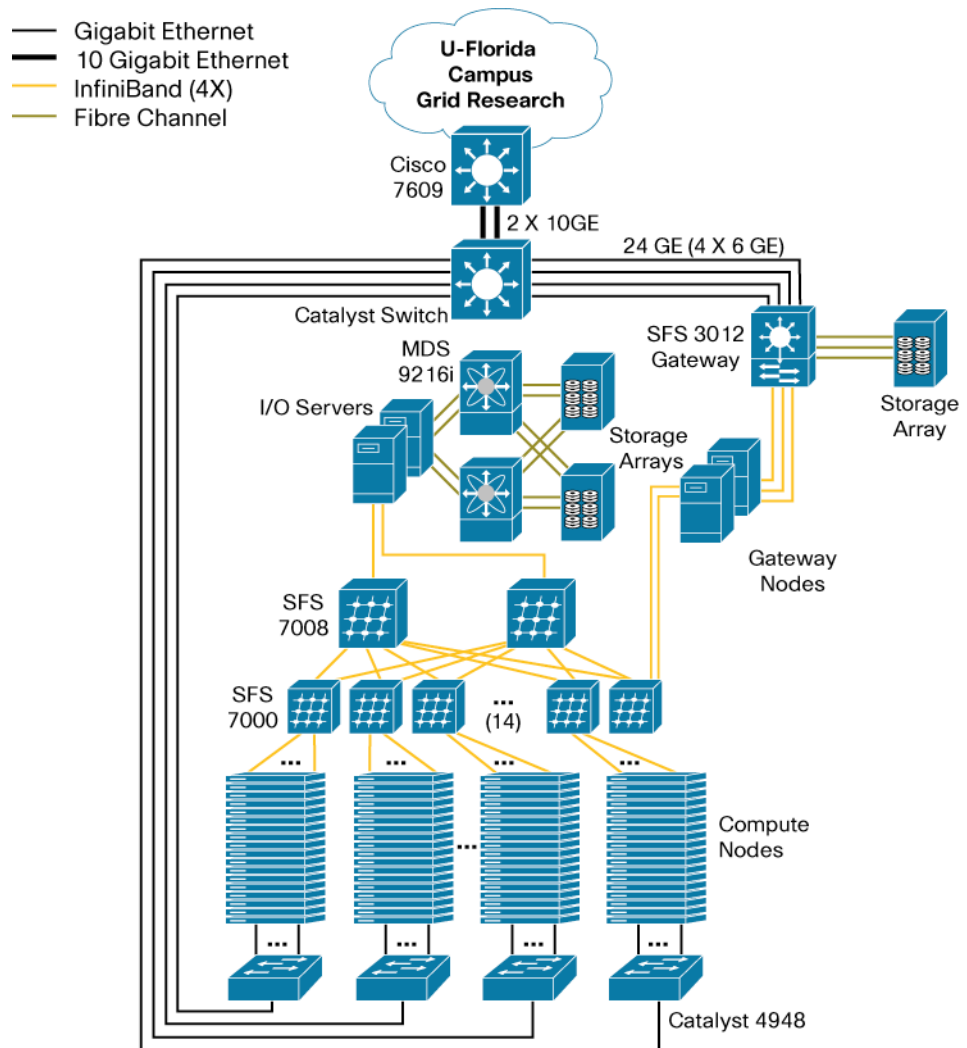 Gigabit Ethernet
10 Gigabit Ethernet
InfiniBand (4X)
Fibre Channel
U-Florida
Campus
Grid Research
Cisco
7609
2 X 10GE
24 GE (4 X 6 GE)
Catalyst Switch
SFS 3012
Gateway
MDS
9216i
I/O Servers
Storage
Arrays
Storage
Array
Gateway
Nodes
SFS
7008
SFS
7000
...
(14)
...
...
...
...
...
Compute
Nodes
...
...
...
...
Catalyst 4948